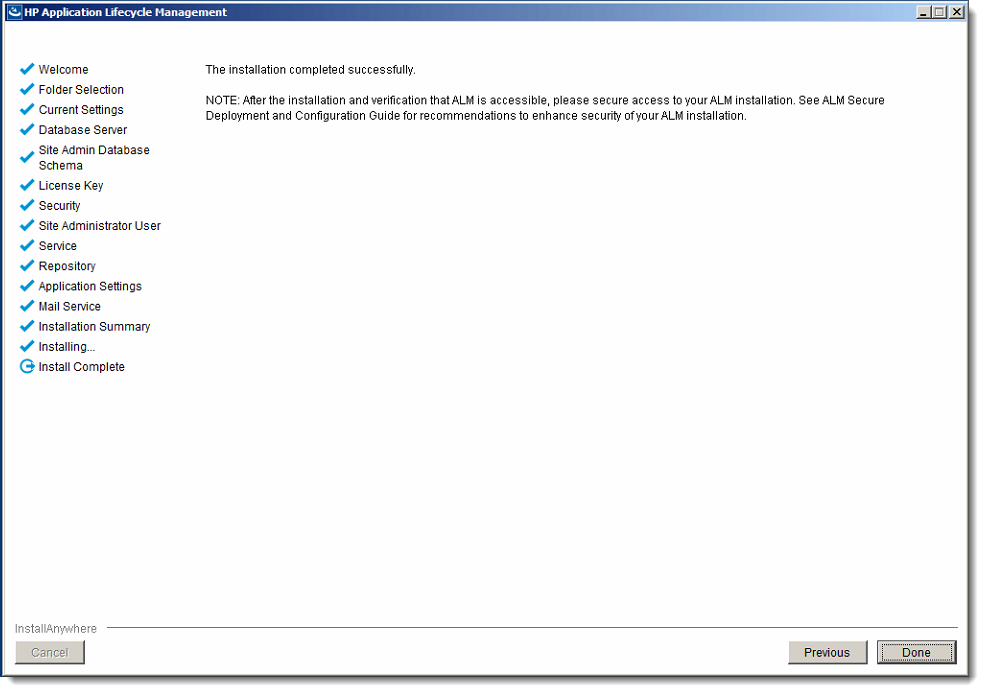 HP Application Lifecycle Management
Welcome
Folder Selection
Current Settings
Database Server
Site Admin Database
Schema
License Key
Security
Site Administrator User
Service
Repository
Application Settings
Mail Service
Installation Summary
Installing...
Install Complete
The installation completed successfully.
NOTE: After the installation and verification that ALM is accessible, please secure access to your ALM installation. See ALM Secure
Deployment and Configuration Guide for recommendations to enhance security of your ALM installation.
InstallAnywhere
Cancel
Previous
Done